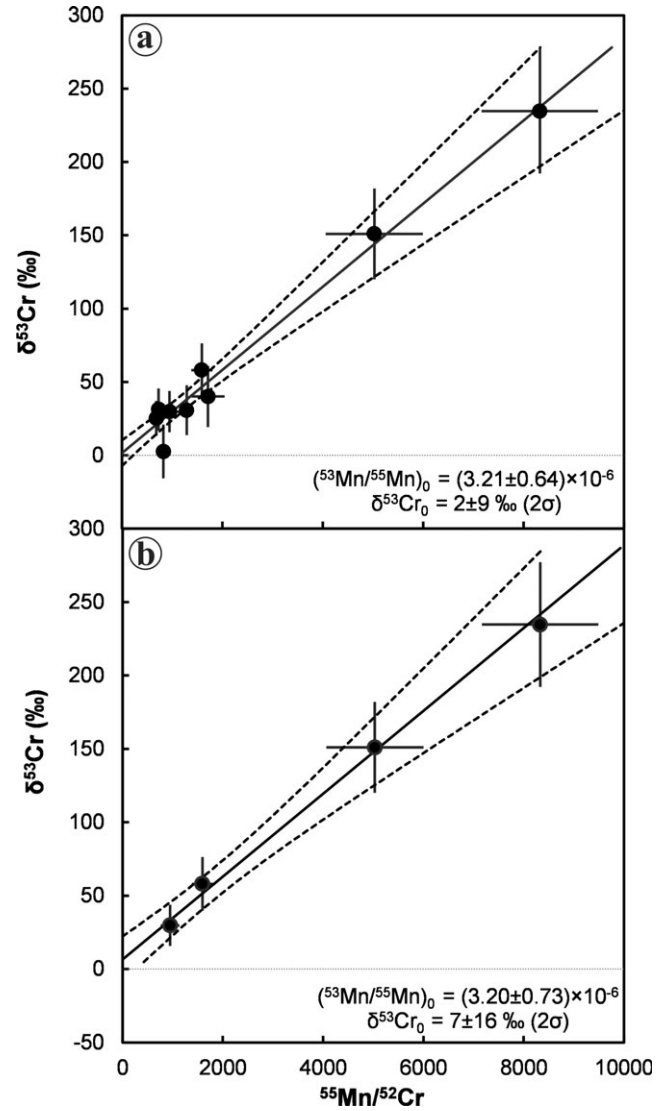 ⓐ
300
250
200
150
100
50
0
δ⁵³Cr (‰)
(⁵³Mn/⁵⁵Mn)₀ = (3.21±0.64)×10⁻⁶
δ⁵³Cr₀ = 2±9 ‰ (2σ)
ⓑ
300
250
200
150
100
50
0
-50
δ⁵³Cr (‰)
(⁵³Mn/⁵⁵Mn)₀ = (3.20±0.73)×10⁻⁶
δ⁵³Cr₀ = 7±16 ‰ (2σ)
0 2000 4000 6000 8000 10000
⁵⁵Mn/⁵²Cr